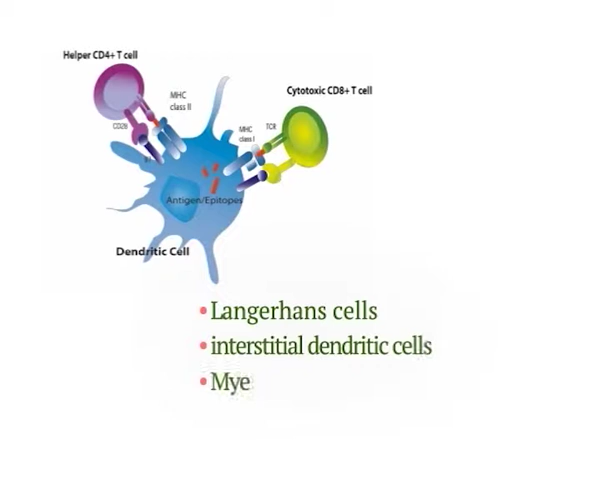 Helper CD4+ T cell
MHC
class II
Cytotoxic CD8+ T cell
CD28
MHC
class I
TCR
B7
Antigen/Epitopes
Dendritic Cell
•Langerhans cells
•interstitial dendritic cells
•Mye